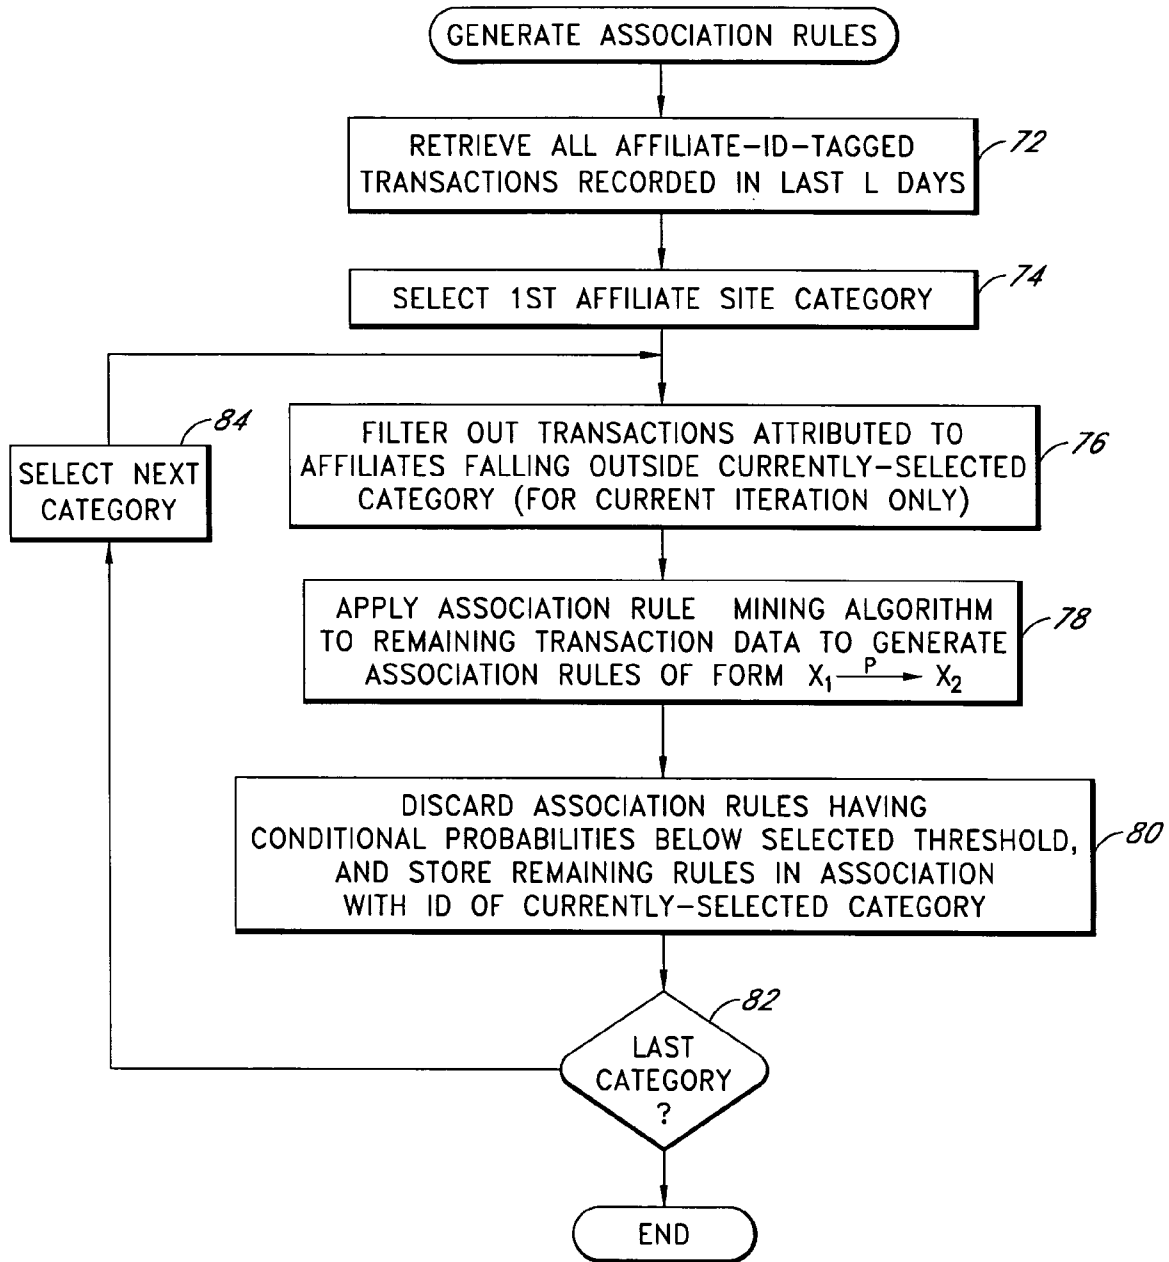 GENERATE ASSOCIATION RULES
RETRIEVE ALL AFFILIATE-ID-TAGGED
TRANSACTIONS RECORDED IN LAST L DAYS
72
SELECT 1ST AFFILIATE SITE CATEGORY
74
SELECT NEXT
CATEGORY
84
FILTER OUT TRANSACTIONS ATTRIBUTED TO
AFFILIATES FALLING OUTSIDE CURRENTLY-SELECTED
CATEGORY (FOR CURRENT ITERATION ONLY)
76
APPLY ASSOCIATION RULE MINING ALGORITHM
TO REMAINING TRANSACTION DATA TO GENERATE
ASSOCIATION RULES OF FORM X₁ P→ X₂
78
DISCARD ASSOCIATION RULES HAVING
CONDITIONAL PROBABILITIES BELOW SELECTED THRESHOLD,
AND STORE REMAINING RULES IN ASSOCIATION
WITH ID OF CURRENTLY-SELECTED CATEGORY
80
LAST
CATEGORY
?
82
END